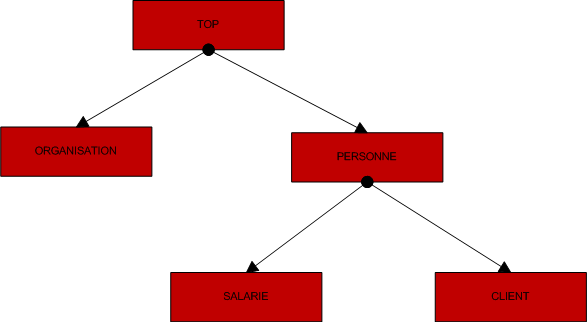 TOP
ORGANISATION
PERSONNE
SALARIE
CLIENT